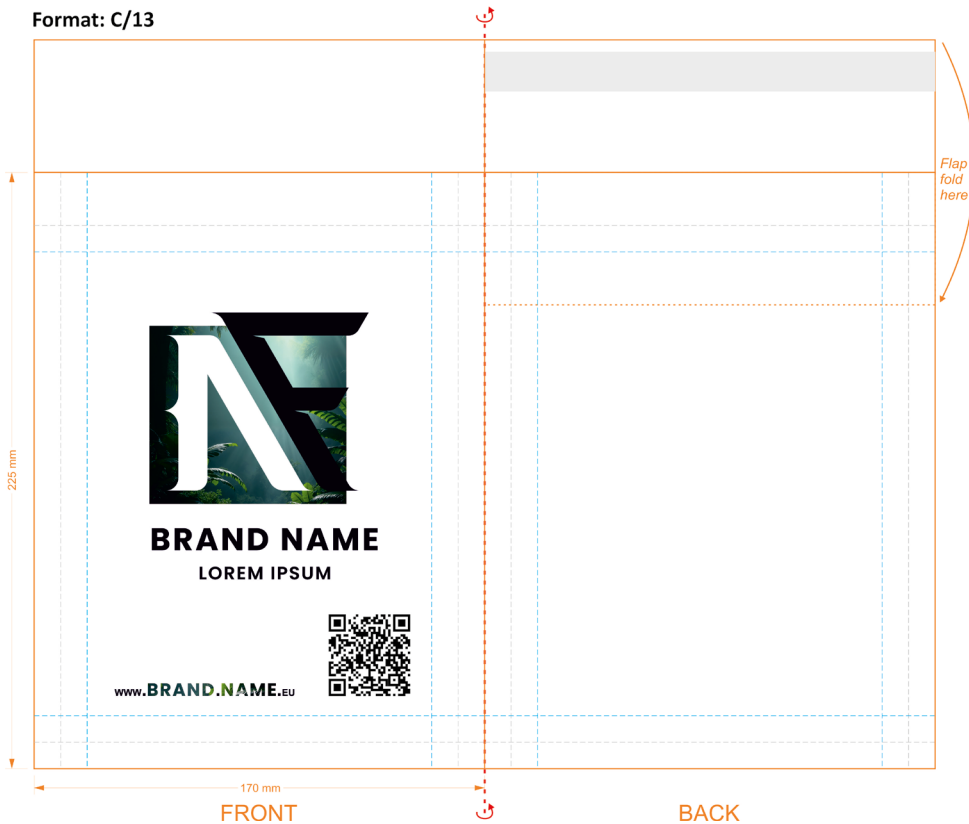 Format: C/13
Flap
fold
here
225 mm
NF
BRAND NAME
LOREM IPSUM
www.BRAND.NAME.EU
170 mm
FRONT
BACK